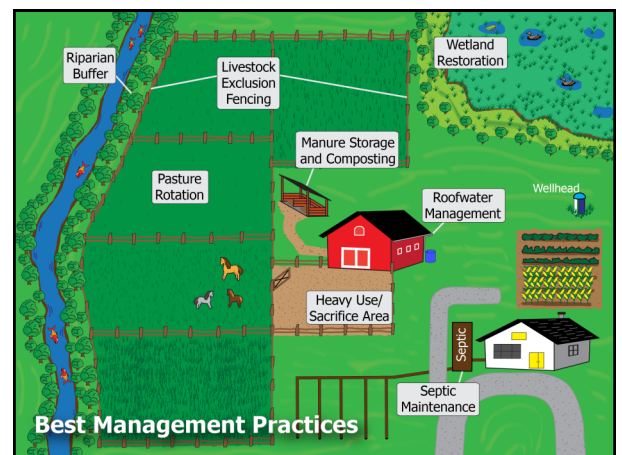 Riparian
Buffer
Livestock
Exclusion
Fencing
Wetland
Restoration
Manure Storage
and Composting
Pasture
Rotation
Roofwater
Management
Wellhead
Heavy Use/
Sacrifice Area
Septic
Septic
Maintenance
Best Management Practices